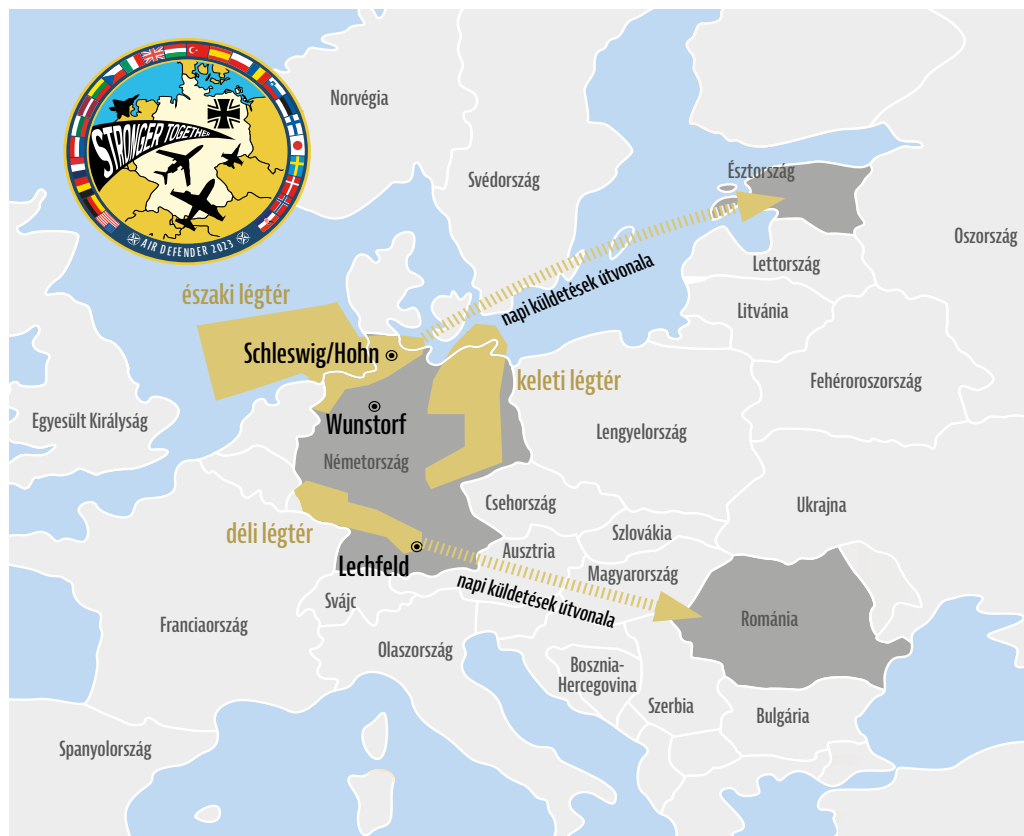 STRONGER TOGETHER
AIR DEFENDER 2023
Norvégia
Svédország
Észtország
Oszország
Lettország
Litvánia
napi küldetések útvonala
északi légtér
Schleswig/Hohn
keleti légtér
Fehéroroszország
Egyesült Királyság
Wunstorf
Lengyelország
Németország
Csehország
Ukrajna
déli légtér
Szlovákia
Ausztria
Lechfeld
Magyarország
napi küldetések útvonala
Svájc
Franciaország
Románia
Olaszország
Bosznia-
Hercegovina
Szerbia
Bulgária
Spanyolország